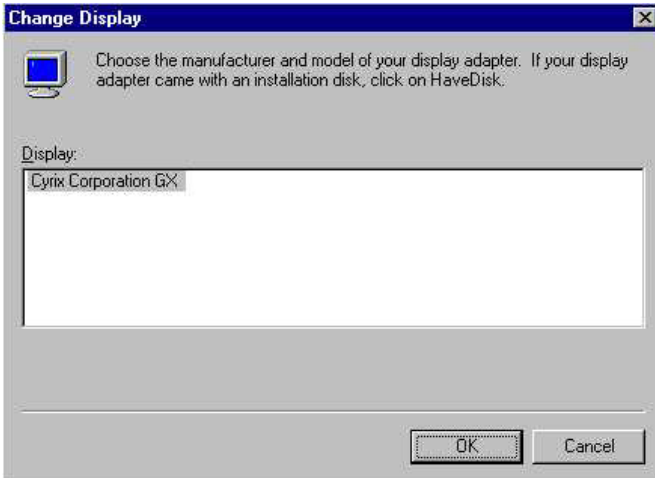 Change Display
Choose the manufacturer and model of your display adapter. If your display
adapter came with an installation disk, click on HaveDisk.
Display:
Cyrix Corporation GX
OK
Cancel